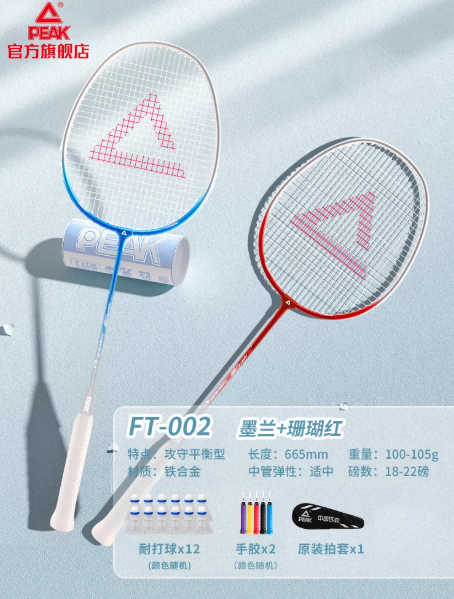 PEAK
官方旗舰店
PEAK
FT-002 墨兰+珊瑚红
特点：攻守平衡型 长度：665mm 重量：100-105g
材质：铁合金 中管弹性：适中 磅数：18-22磅
耐打球x12 手胶x2 原装拍套x1
(颜色随机) (颜色随机)
PEAK